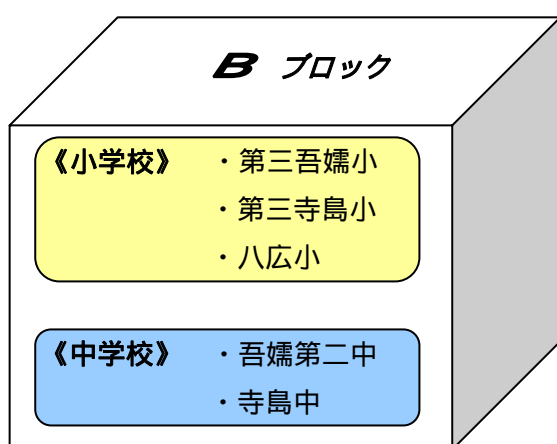 B ブロック
《小学校》 ・第三吾嬬小
・第三寺島小
・八広小
《中学校》 ・吾嬬第二中
・寺島中